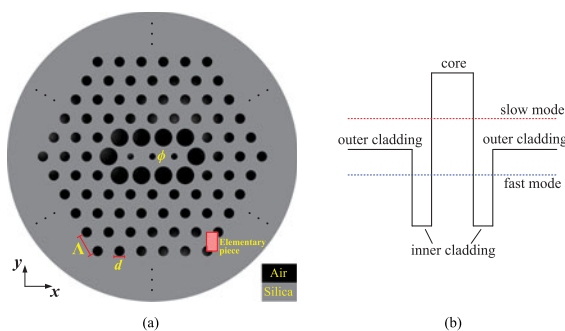 ϕ
Λ
d
Elementary
piece
y
x
Air
Silica
(a)
core
slow mode
outer cladding
outer cladding
fast mode
inner cladding
(b)